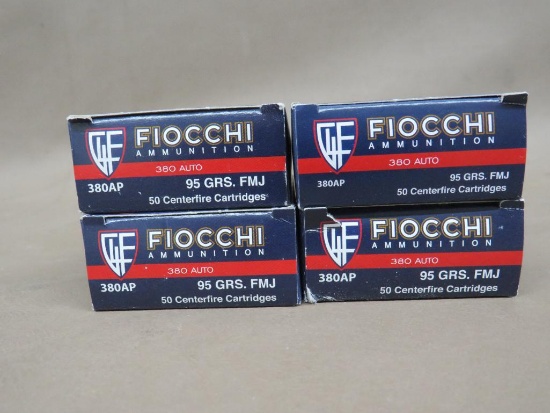 FIOCCHI
AMMUNITION
380 AUTO
380AP
95 GRS. FMJ
50 Centerfire Cartridges
FIOCCHI
AMMUNITION
380 AUTO
380AP
95 GRS. FMJ
50 Centerfire Cartridges
FIOCCHI
AMMUNITION
380 AUTO
380AP
95 GRS. FMJ
50 Centerfire Cartridges
FIOCCHI
AMMUNITION
380 AUTO
380AP
95 GRS. FMJ
50 Centerfire Cartridges